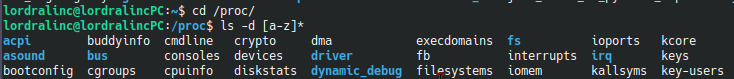 lordralinc@lordralincPC:~$ cd /proc/
lordralinc@lordralincPC:/proc$ ls -d [a-z]*
acpi buddyinfo cmdline crypto dma execdomains fs ioports kcore
asound bus consoles devices driver fb interrupts irq keys
bootconfig cgroups cpuinfo diskstats dynamic_debug filesystems iomem kallsyms key-users